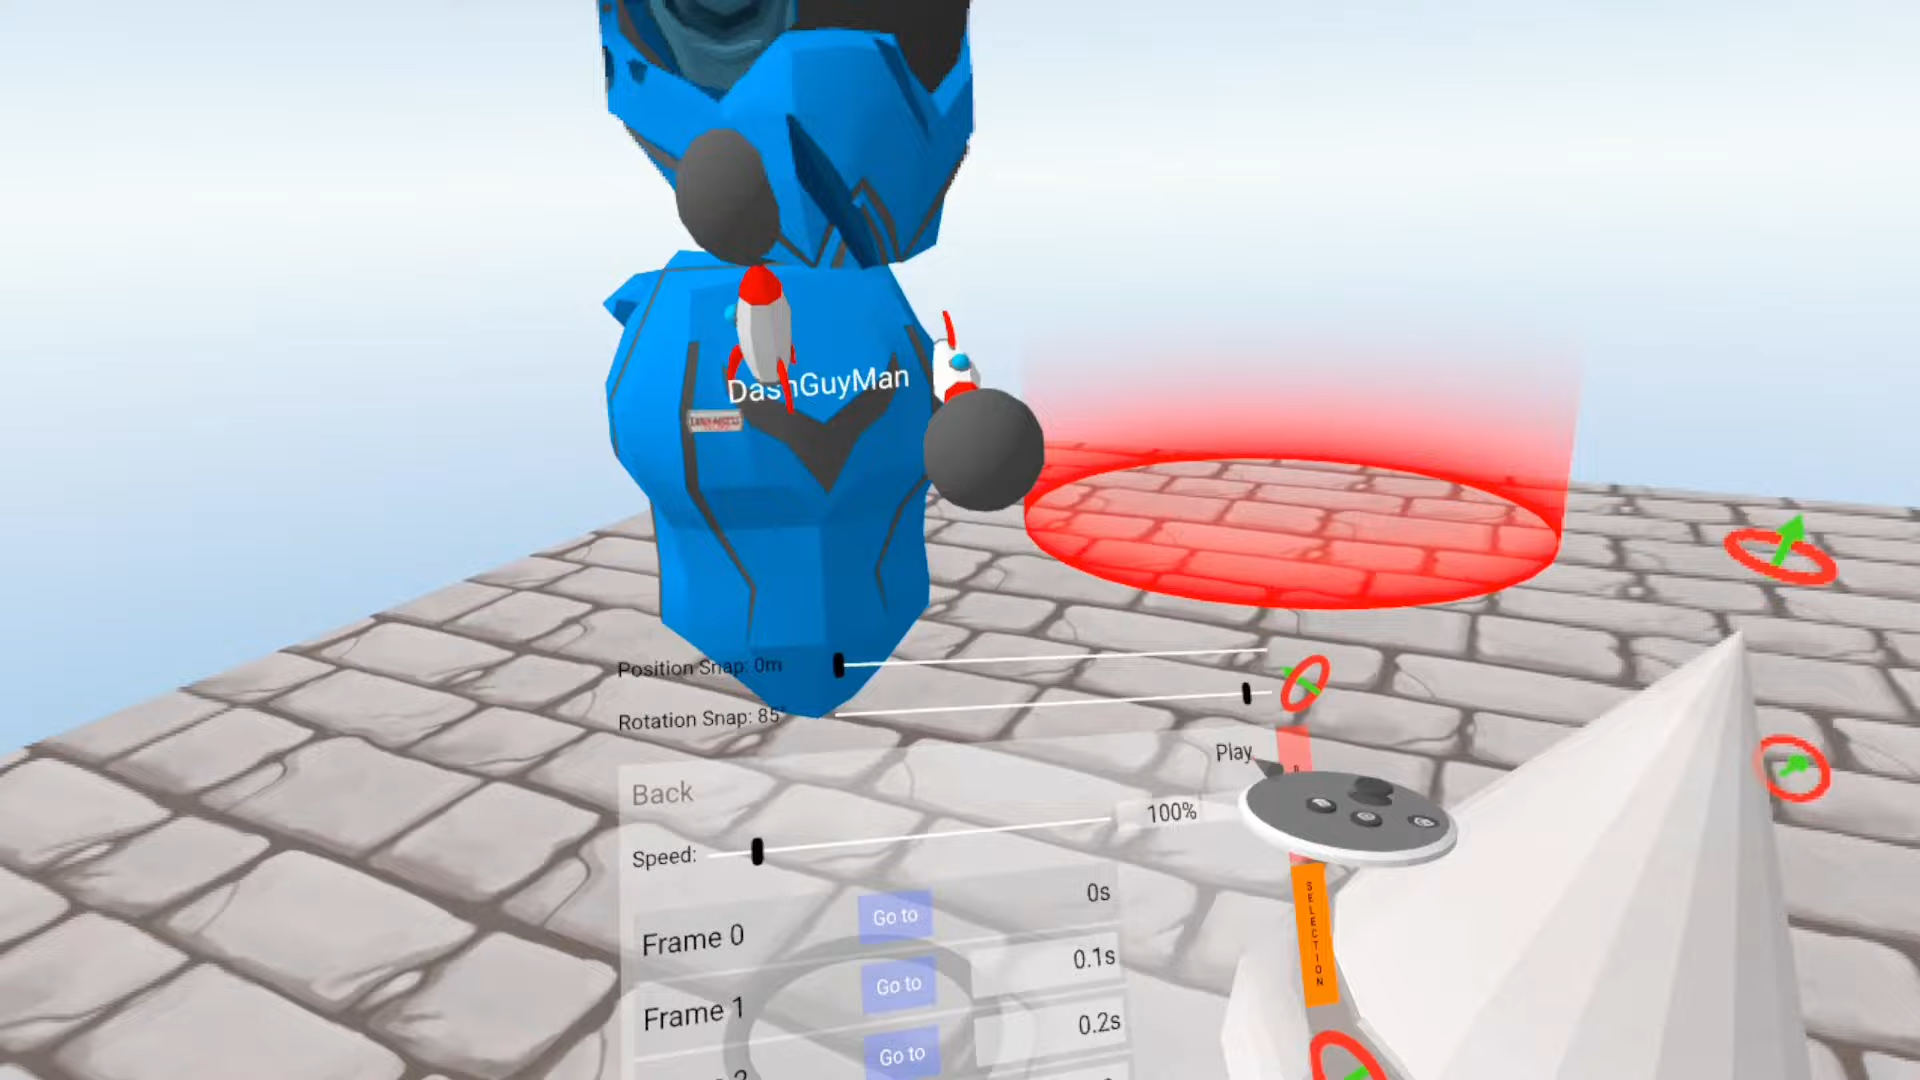 DashGuyMan
Position Snap: 0m
Rotation Snap: 85°
Play
Back
100%
Speed:
0s
Go to
Frame 0
0.1s
Go to
Frame 1
0.2s
Go to
SELECTION